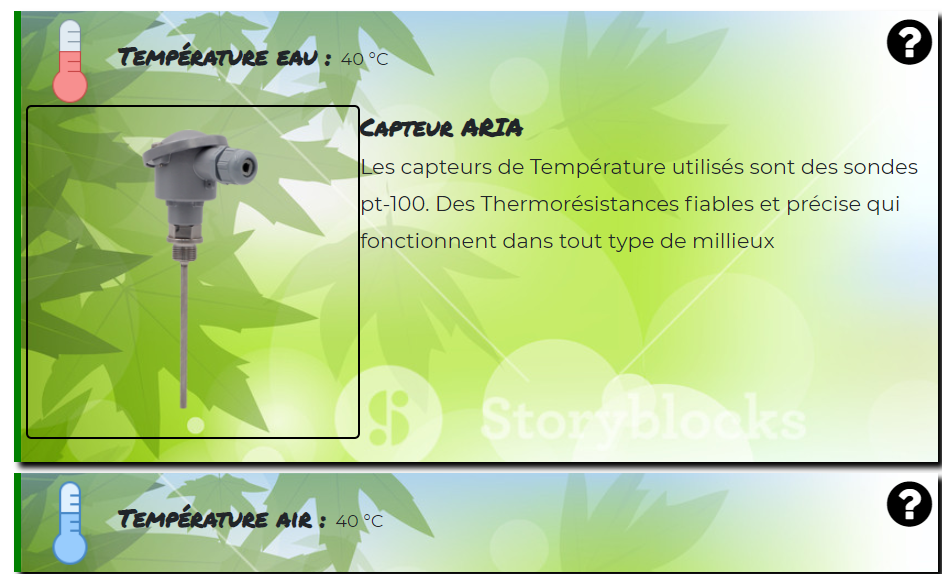 Température eau : 40 °C
Capteur ARIA
Les capteurs de Température utilisés sont des sondes
pt-100. Des Thermorésistances fiables et précise qui
fonctionnent dans tout type de millieux
Storyblocks
Température air : 40 °C